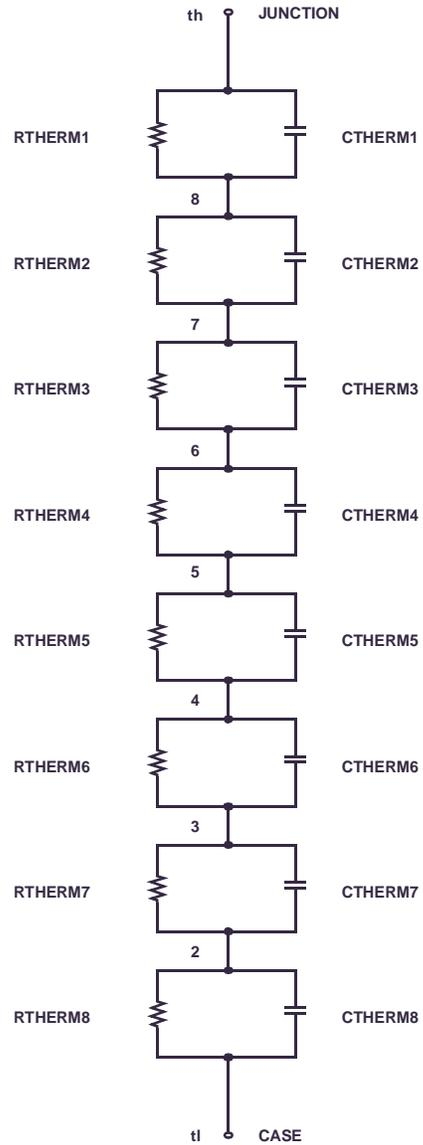 th JUNCTION
RTHERM1 CTHERM1
8
RTHERM2 CTHERM2
7
RTHERM3 CTHERM3
6
RTHERM4 CTHERM4
5
RTHERM5 CTHERM5
4
RTHERM6 CTHERM6
3
RTHERM7 CTHERM7
2
RTHERM8 CTHERM8
tl CASE